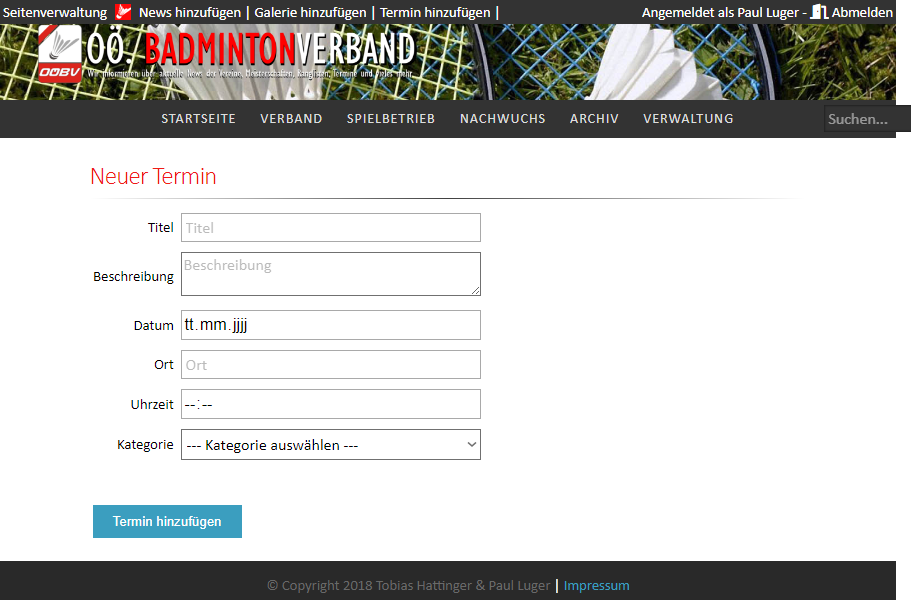 Seitenverwaltung News hinzufügen | Galerie hinzufügen | Termin hinzufügen | Angemeldet als Paul Luger - Abmelden
OÖ. BADMINTONVERBAND
OÖBV Wir informieren über aktuelle News der Vereine, Meisterschaften, Ranglisten, Termine und vieles mehr.
STARTSEITE VERBAND SPIELBETRIEB NACHWUCHS ARCHIV VERWALTUNG Suchen...
Neuer Termin
Titel Titel
Beschreibung Beschreibung
Datum tt.mm.jjjj
Ort Ort
Uhrzeit --:--
Kategorie --- Kategorie auswählen ---
Termin hinzufügen
© Copyright 2018 Tobias Hattinger & Paul Luger | Impressum